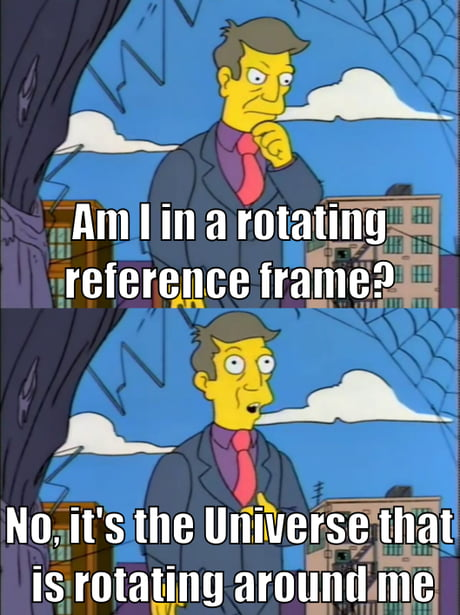 Am I in a rotating
reference frame?
No, it's the Universe that
is rotating around me